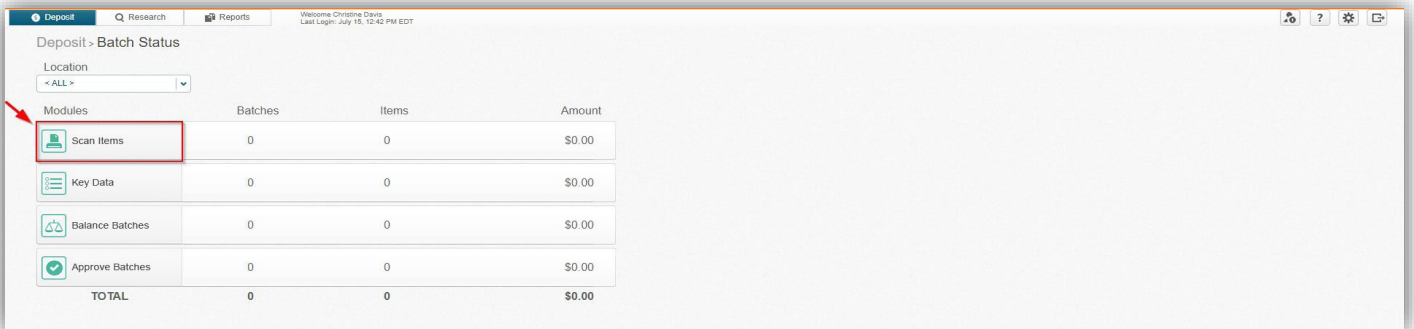 Deposit Research Reports Welcome Christine Davis
Last Login: July 15, 12:42 PM EDT
?
Deposit > Batch Status
Location
< ALL >
Modules Batches Items Amount
Scan Items 0 0 $0.00
Key Data 0 0 $0.00
Balance Batches 0 0 $0.00
Approve Batches 0 0 $0.00
TOTAL 0 0 $0.00